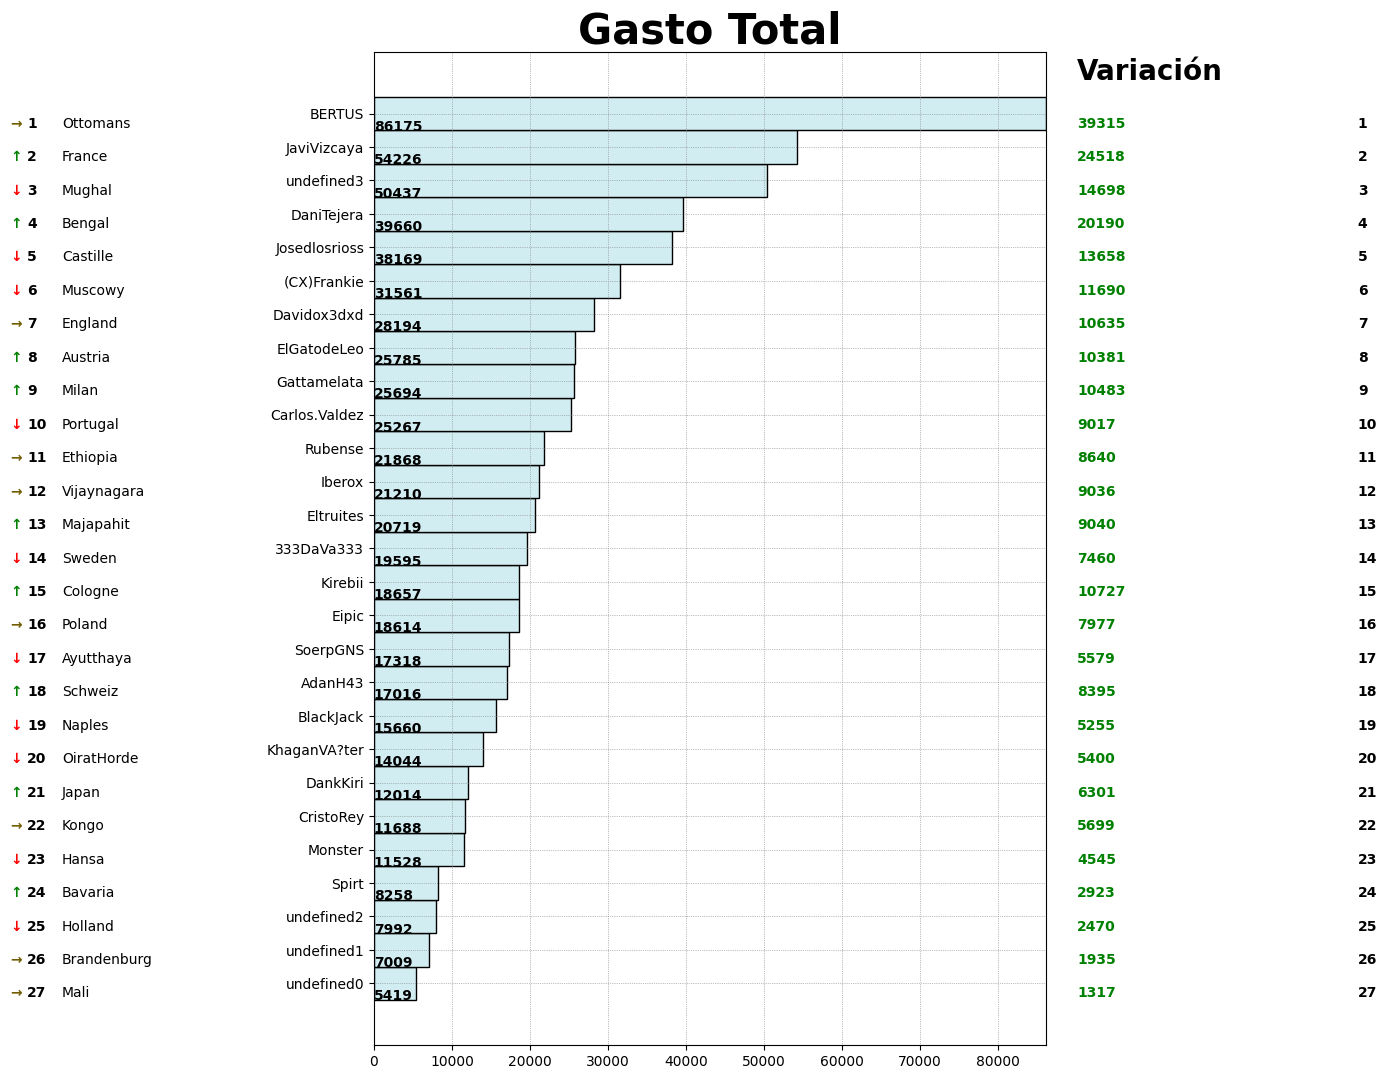 Gasto Total
Variación
→ 1 Ottomans BERTUS 86175 39315 1
↑ 2 France JaviVizcaya 54226 24518 2
↓ 3 Mughal undefined3 50437 14698 3
↑ 4 Bengal DaniTejera 39660 20190 4
↓ 5 Castille Josedlosrioss 38169 13658 5
↓ 6 Muscowy (CX)Frankie 31561 11690 6
→ 7 England Davidox3dxd 28194 10635 7
↑ 8 Austria ElGatodeLeo 25785 10381 8
↑ 9 Milan Gattamelata 25694 10483 9
↓ 10 Portugal Carlos.Valdez 25267 9017 10
→ 11 Ethiopia Rubense 21868 8640 11
→ 12 Vijaynagara Iberox 21210 9036 12
↑ 13 Majapahit Eltruites 20719 9040 13
↓ 14 Sweden 333DaVa333 19595 7460 14
↑ 15 Cologne Kirebii 18657 10727 15
→ 16 Poland Eipic 18614 7977 16
↓ 17 Ayutthaya SoerpGNS 17318 5579 17
↑ 18 Schweiz AdanH43 17016 8395 18
↓ 19 Naples BlackJack 15660 5255 19
↓ 20 OiratHorde KhaganVA?ter 14044 5400 20
↑ 21 Japan DankKiri 12014 6301 21
→ 22 Kongo CristoRey 11688 5699 22
↓ 23 Hansa Monster 11528 4545 23
↑ 24 Bavaria Spirt 8258 2923 24
↓ 25 Holland undefined2 7992 2470 25
→ 26 Brandenburg undefined1 7009 1935 26
→ 27 Mali undefined0 5419 1317 27
0 10000 20000 30000 40000 50000 60000 70000 80000